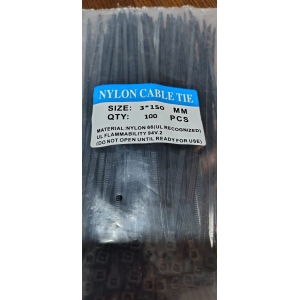 NYLON CABLE TIE
SIZE: 3*150 MM
QTY: 100 PCS
MATERIAL:NYLON 66(UL RECOGNIZED)
UL FLAMMABILITY 94V-2
(DO NOT OPEN UNTIL READY FOR USE)